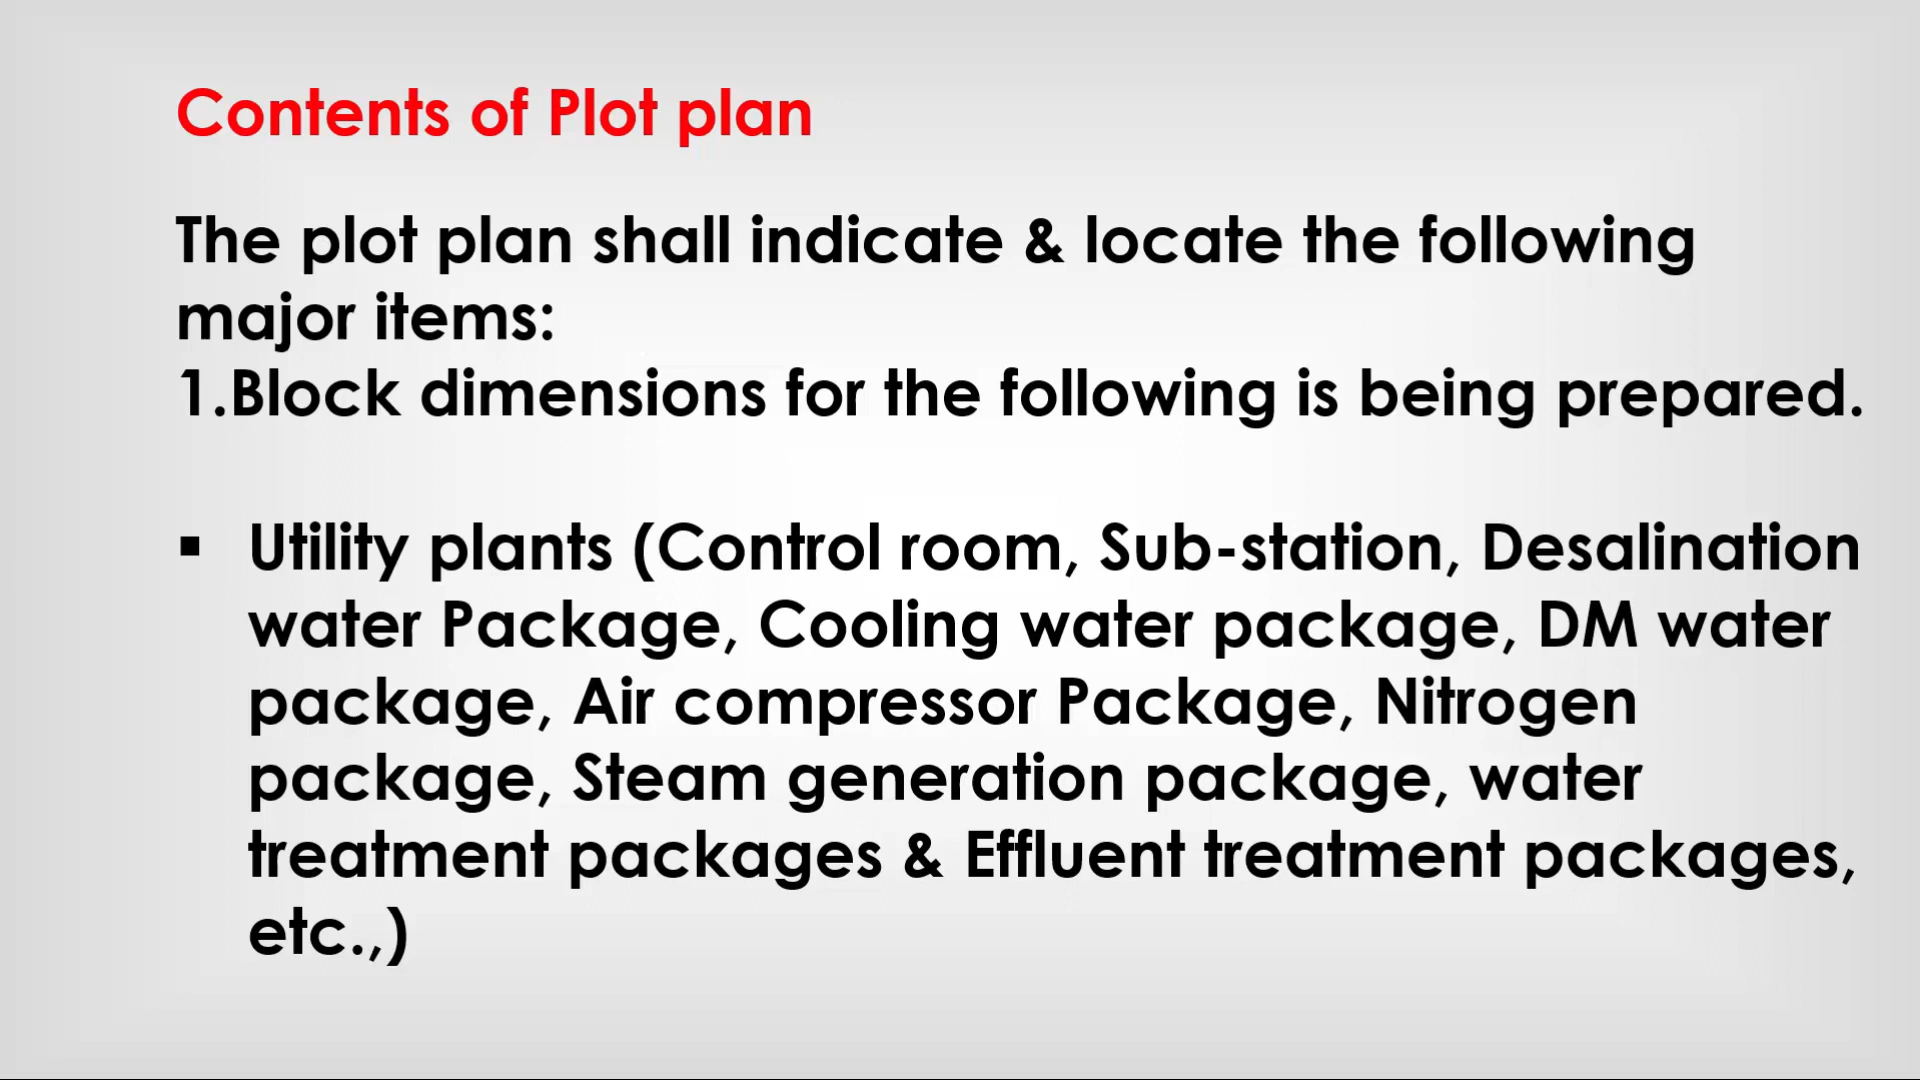 Contents of Plot plan
The plot plan shall indicate & locate the following
major items:
1.Block dimensions for the following is being prepared.
▪ Utility plants (Control room, Sub-station, Desalination
water Package, Cooling water package, DM water
package, Air compressor Package, Nitrogen
package, Steam generation package, water
treatment packages & Effluent treatment packages,
etc.,)